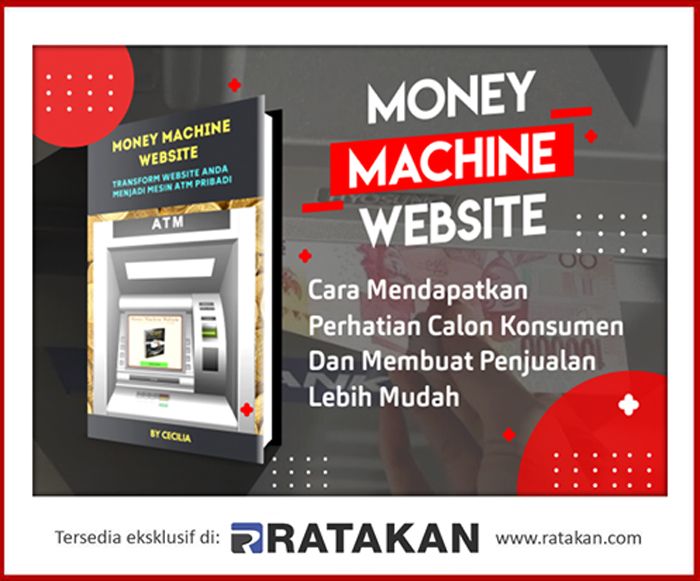 MONEY MACHINE
WEBSITE
TRANSFORM WEBSITE ANDA
MENJADI MESIN ATM PRIBADI
ATM
BY CECILIA
MONEY
MACHINE
WEBSITE
Cara Mendapatkan
Perhatian Calon Konsumen
Dan Membuat Penjualan
Lebih Mudah
Tersedia eksklusif di: RATAKAN www.ratakan.com